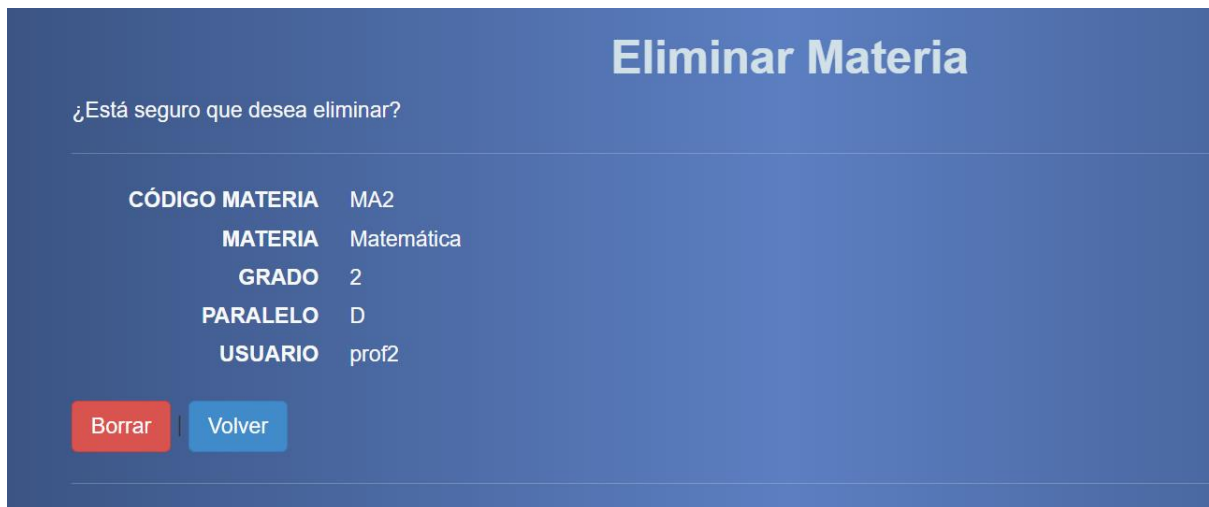 Eliminar Materia
¿Está seguro que desea eliminar?
CÓDIGO MATERIA MA2
MATERIA Matemática
GRADO 2
PARALELO D
USUARIO prof2
Borrar | Volver